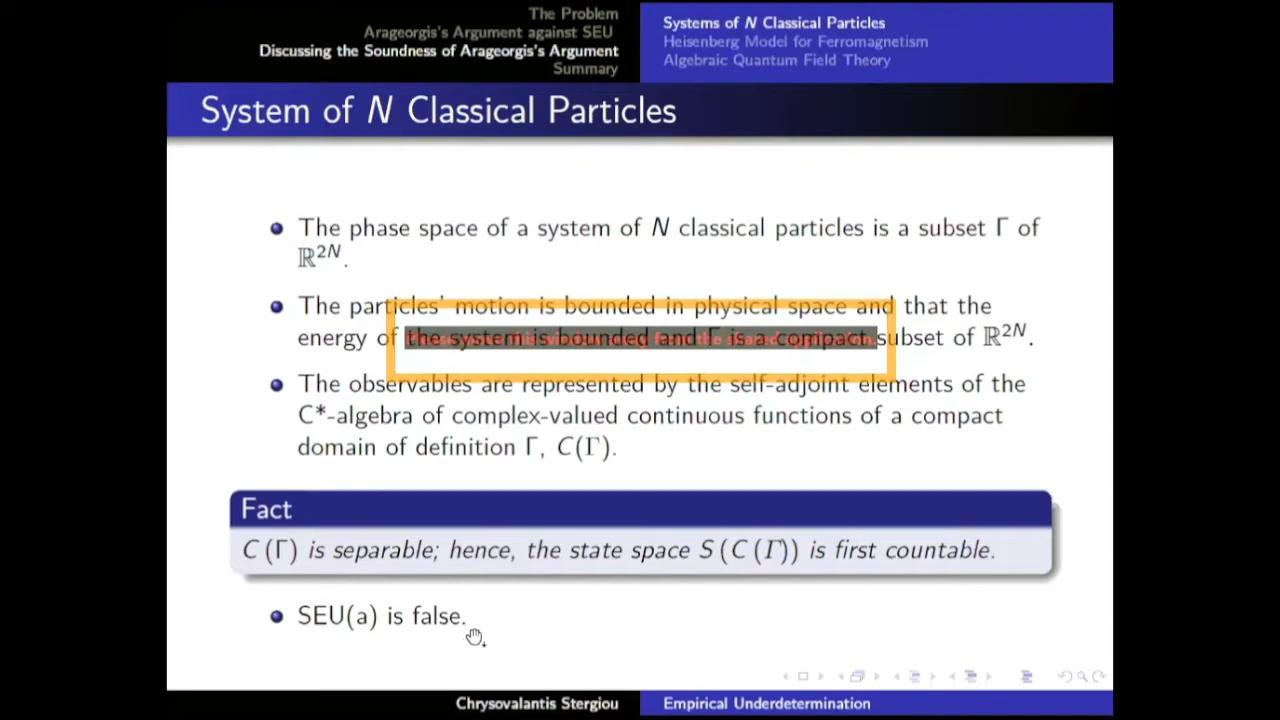 The Problem
Arageorgis's Argument against SEU
Discussing the Soundness of Arageorgis's Argument
Summary
Systems of N Classical Particles
Heisenberg Model for Ferromagnetism
Algebraic Quantum Field Theory
System of N Classical Particles
The phase space of a system of N classical particles is a subset Γ of
ℝ²ᴺ.
The particles' motion is bounded in physical space and that the
energy of the system is bounded and Γ is a compact subset of ℝ²ᴺ.
The observables are represented by the self-adjoint elements of the
C*-algebra of complex-valued continuous functions of a compact
domain of definition Γ, C(Γ).
Fact
C (Γ) is separable; hence, the state space S (C (Γ)) is first countable.
SEU(a) is false.
Chrysovalantis Stergiou
Empirical Underdetermination